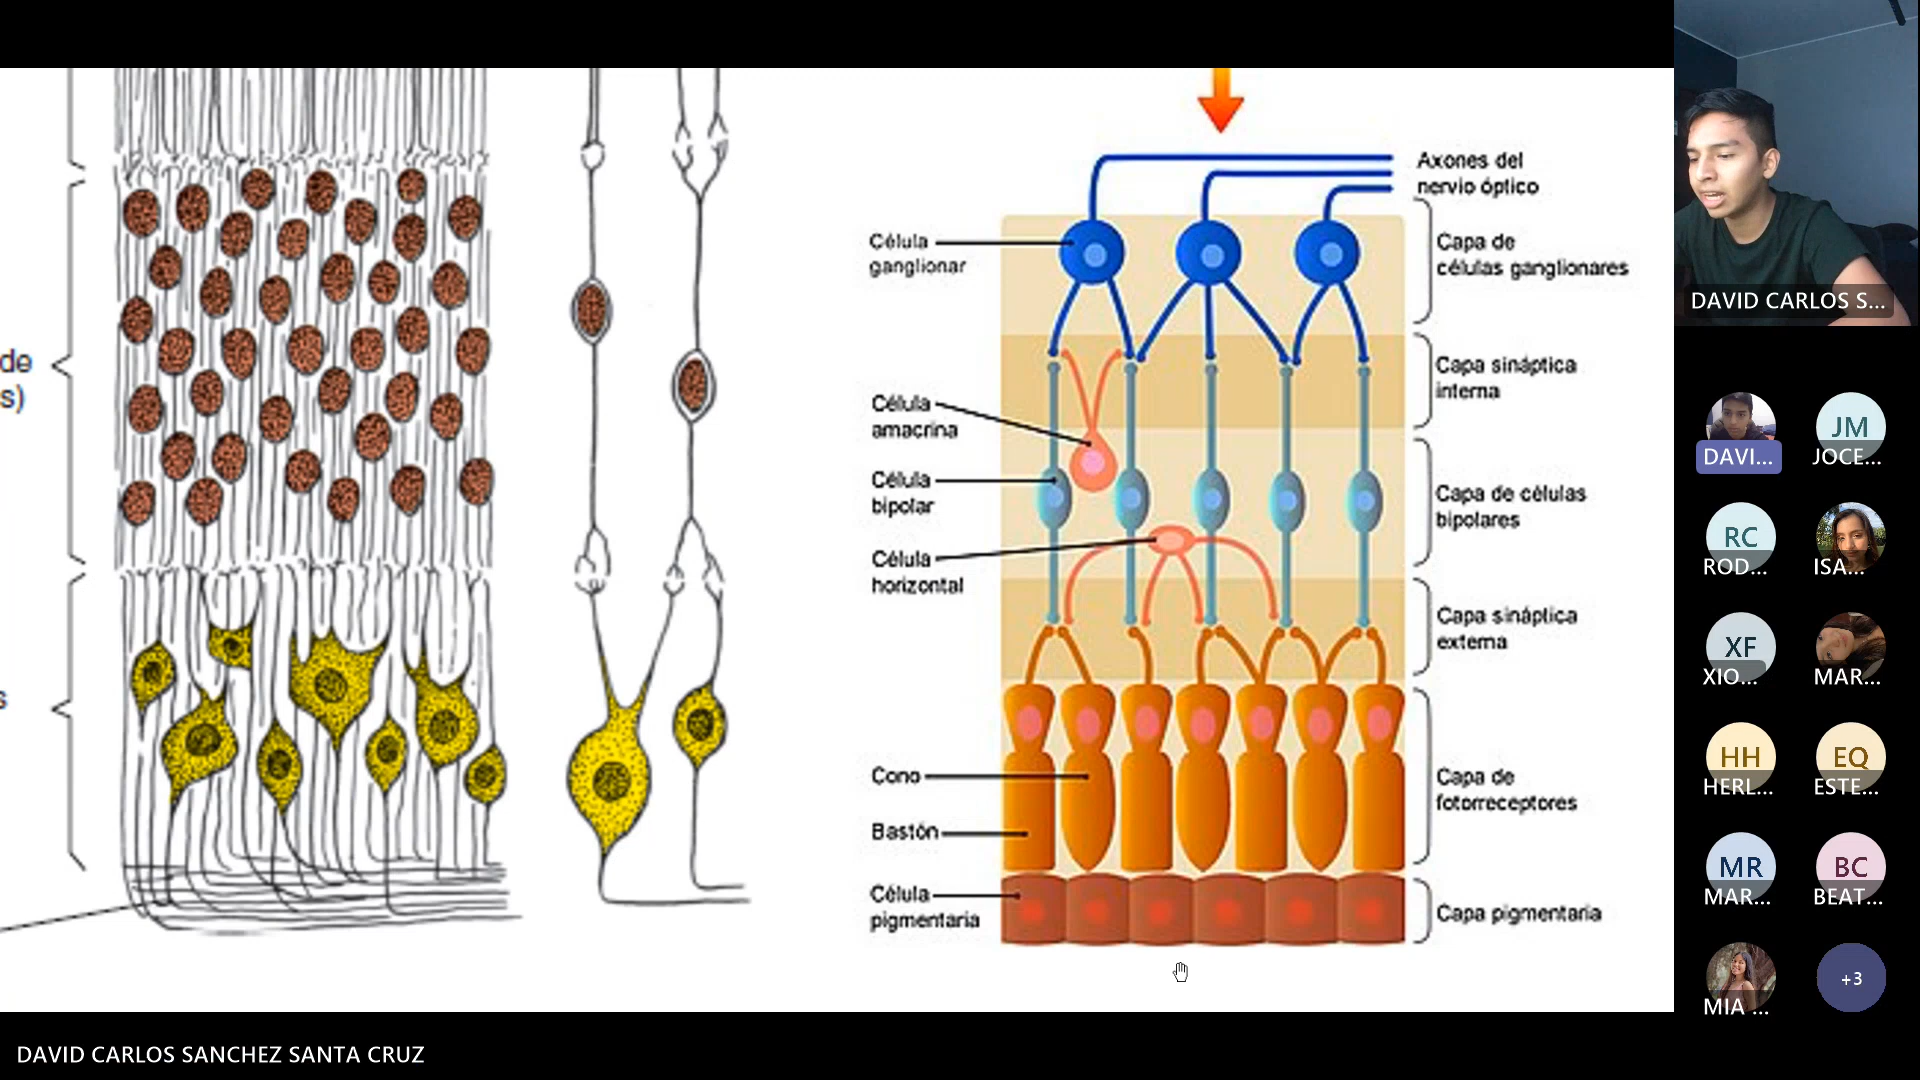 de
s)
s
Axones del
nervio óptico
Célula
ganglionar
Capa de
células ganglionares
Capa sináptica
interna
Célula
amacrina
Célula
bipolar
Capa de células
bipolares
Célula
horizontal
Capa sináptica
externa
Cono
Capa de
fotorreceptores
Bastón
Célula
pigmentaria
Capa pigmentaria
DAVID CARLOS S...
DAVI...
JM
JOCE...
RC
ROD...
ISA...
XF
XIO...
MAR...
HH
HERL...
EQ
ESTE...
MR
MAR...
BC
BEAT...
MIA ...
+3
DAVID CARLOS SANCHEZ SANTA CRUZ